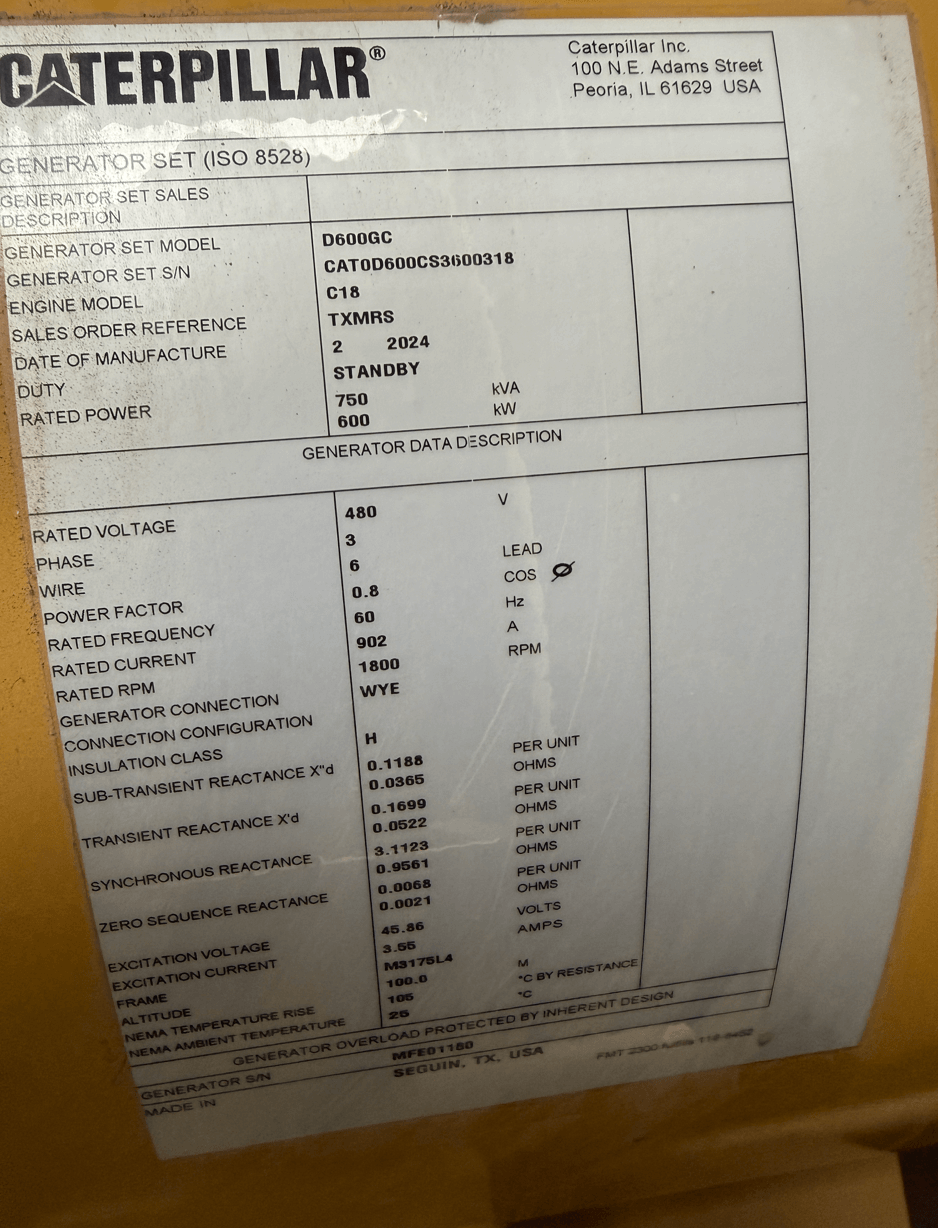 CATERPILLAR®
Caterpillar Inc.
100 N.E. Adams Street
Peoria, IL 61629 USA
GENERATOR SET (ISO 8528)
GENERATOR SET SALES
DESCRIPTION
GENERATOR SET MODEL D600GC
GENERATOR SET S/N CAT0D600CS3600318
ENGINE MODEL C18
SALES ORDER REFERENCE TXMRS
DATE OF MANUFACTURE 2 2024
DUTY STANDBY
RATED POWER 750 kVA
600 kW
GENERATOR DATA DESCRIPTION
RATED VOLTAGE 480 V
PHASE 3
WIRE 6 LEAD
POWER FACTOR 0.8 COS Ø
RATED FREQUENCY 60 Hz
RATED CURRENT 902 A
RATED RPM 1800 RPM
GENERATOR CONNECTION WYE
CONNECTION CONFIGURATION
INSULATION CLASS H
SUB-TRANSIENT REACTANCE X"d 0.1188 PER UNIT
0.0365 OHMS
TRANSIENT REACTANCE X'd 0.1699 PER UNIT
0.0522 OHMS
SYNCHRONOUS REACTANCE 3.1123 PER UNIT
0.9561 OHMS
ZERO SEQUENCE REACTANCE 0.0068 PER UNIT
0.0021 OHMS
EXCITATION VOLTAGE 45.86 VOLTS
EXCITATION CURRENT 3.55 AMPS
FRAME M3175L4
ALTITUDE 100.0 M
NEMA TEMPERATURE RISE 105 °C BY RESISTANCE
NEMA AMBIENT TEMPERATURE 25 °C
GENERATOR OVERLOAD PROTECTED BY INHERENT DESIGN
GENERATOR S/N MFE01180
MADE IN SEGUIN, TX, USA